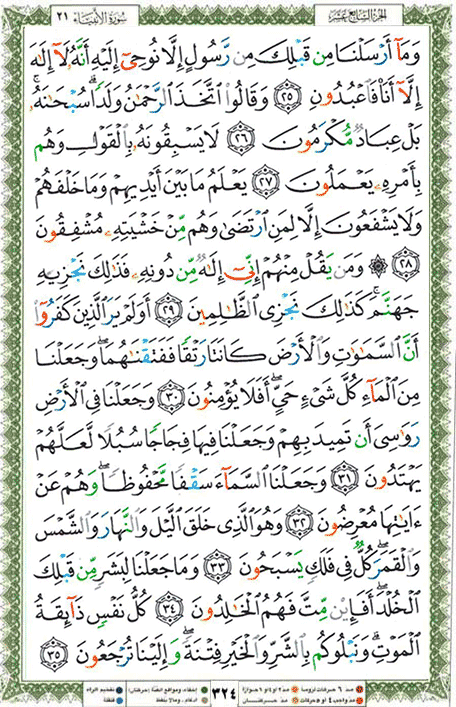 الجزء السابع عشر
سورة الأنبياء ٢١
وَمَآ أَرۡسَلۡنَا مِن قَبۡلِكَ مِن رَّسُولٍ إِلَّا نُوحِيٓ إِلَيۡهِ أَنَّهُۥ لَآ إِلَٰهَ
إِلَّآ أَنَا۠ فَٱعۡبُدُونِ ٢٥ وَقَالُواْ ٱتَّخَذَ ٱلرَّحۡمَٰنُ وَلَدٗاۗ سُبۡحَٰنَهُۥۚ
بَلۡ عِبَادٞ مُّكۡرَمُونَ ٢٦ لَا يَسۡبِقُونَهُۥ بِٱلۡقَوۡلِ وَهُم
بِأَمۡرِهِۦ يَعۡمَلُونَ ٢٧ يَعۡلَمُ مَا بَيۡنَ أَيۡدِيهِمۡ وَمَا خَلۡفَهُمۡ
وَلَا يَشۡفَعُونَ إِلَّا لِمَنِ ٱرۡتَضَىٰ وَهُم مِّنۡ خَشۡيَتِهِۦ مُشۡفِقُونَ
٢٨ ۞ وَمَن يَقُلۡ مِنۡهُمۡ إِنِّيٓ إِلَٰهٞ مِّن دُونِهِۦ فَذَٰلِكَ نَجۡزِيهِ
جَهَنَّمَۚ كَذَٰلِكَ نَجۡزِي ٱلظَّٰلِمِينَ ٢٩ أَوَلَمۡ يَرَ ٱلَّذِينَ كَفَرُوٓاْ
أَنَّ ٱلسَّمَٰوَٰتِ وَٱلۡأَرۡضَ كَانَتَا رَتۡقٗا فَفَتَقۡنَٰهُمَاۖ وَجَعَلۡنَا
مِنَ ٱلۡمَآءِ كُلَّ شَيۡءٍ حَيٍّۖ أَفَلَا يُؤۡمِنُونَ ٣٠ وَجَعَلۡنَا فِي ٱلۡأَرۡضِ
رَوَٰسِيَ أَن تَمِيدَ بِهِمۡ وَجَعَلۡنَا فِيهَا فِجَاجٗا سُبُلٗا لَّعَلَّهُمۡ
يَهۡتَدُونَ ٣١ وَجَعَلۡنَا ٱلسَّمَآءَ سَقۡفٗا مَّحۡفُوظٗاۖ وَهُمۡ عَنۡ
ءَايَٰتِهَا مُعۡرِضُونَ ٣٢ وَهُوَ ٱلَّذِي خَلَقَ ٱلَّيۡلَ وَٱلنَّهَارَ وَٱلشَّمۡسَ
وَٱلۡقَمَرَۖ كُلّٞ فِي فَلَكٖ يَسۡبَحُونَ ٣٣ وَمَا جَعَلۡنَا لِبَشَرٖ مِّن قَبۡلِكَ
ٱلۡخُلۡدَۖ أَفَإِيْن مِّتَّ فَهُمُ ٱلۡخَٰلِدُونَ ٣٤ كُلُّ نَفۡسٖ ذَآئِقَةُ
ٱلۡمَوۡتِۗ وَنَبۡلُوكُم بِٱلشَّرِّ وَٱلۡخَيۡرِ فِتۡنَةٗۖ وَإِلَيۡنَا تُرۡجَعُونَ ٣٥
٣٢٤